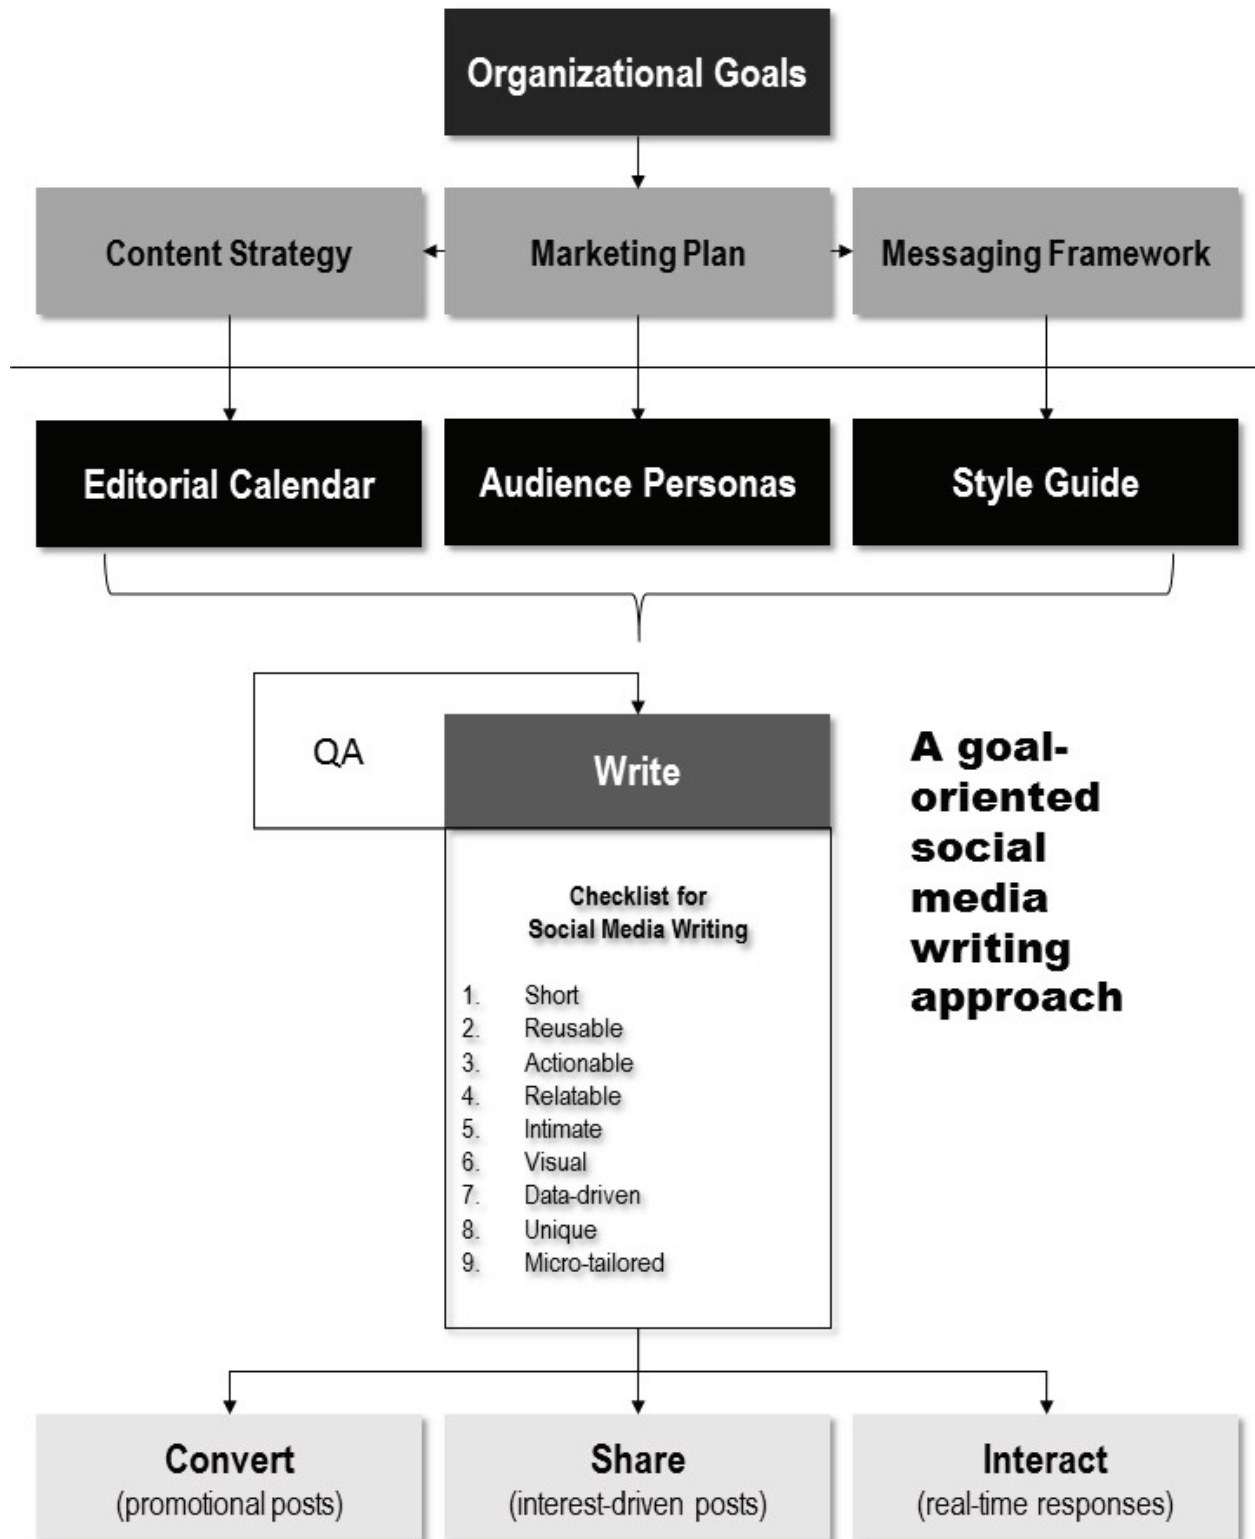 Organizational Goals
Content Strategy
Marketing Plan
Messaging Framework
Editorial Calendar
Audience Personas
Style Guide
QA
Write
A goal-
oriented
social
media
writing
approach
Checklist for
Social Media Writing
1. Short
2. Reusable
3. Actionable
4. Relatable
5. Intimate
6. Visual
7. Data-driven
8. Unique
9. Micro-tailored
Convert
(promotional posts)
Share
(interest-driven posts)
Interact
(real-time responses)